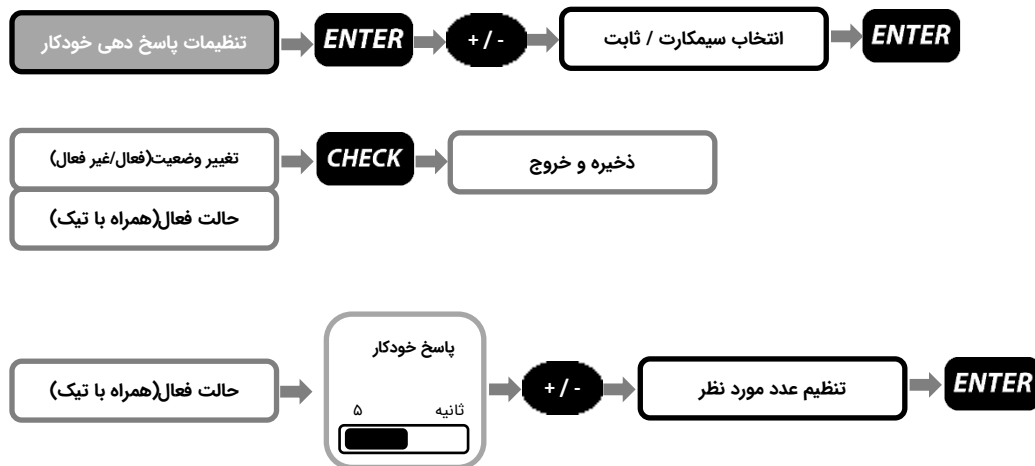 تنظیمات پاسخ دهی خودکار
ENTER
+ / -
انتخاب سیمکارت / ثابت
ENTER
تغییر وضعیت(فعال/غیر فعال)
CHECK
ذخیره و خروج
حالت فعال(همراه با تیک)
حالت فعال(همراه با تیک)
پاسخ خودکار
ثانیه ۵
+ / -
تنظیم عدد مورد نظر
ENTER